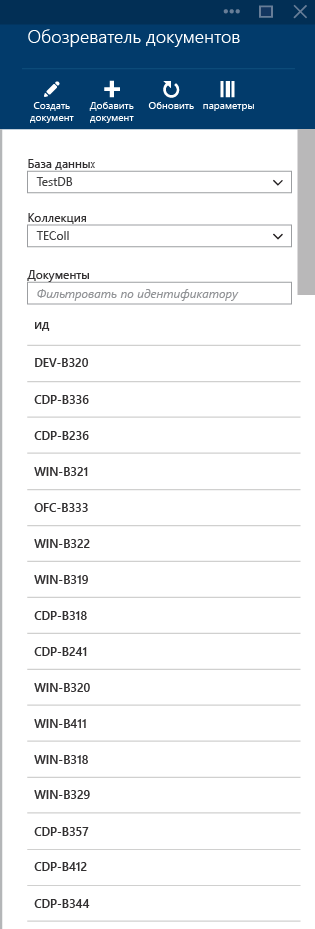 Обозреватель документов
Создать документ
Добавить документ
Обновить
параметры
База данных
TestDB
Коллекция
TEColl
Документы
Фильтровать по идентификатору
ИД
DEV-B320
CDP-B336
CDP-B236
WIN-B321
OFC-B333
WIN-B322
WIN-B319
CDP-B318
CDP-B241
WIN-B320
WIN-B411
WIN-B318
WIN-B329
CDP-B357
CDP-B412
CDP-B344